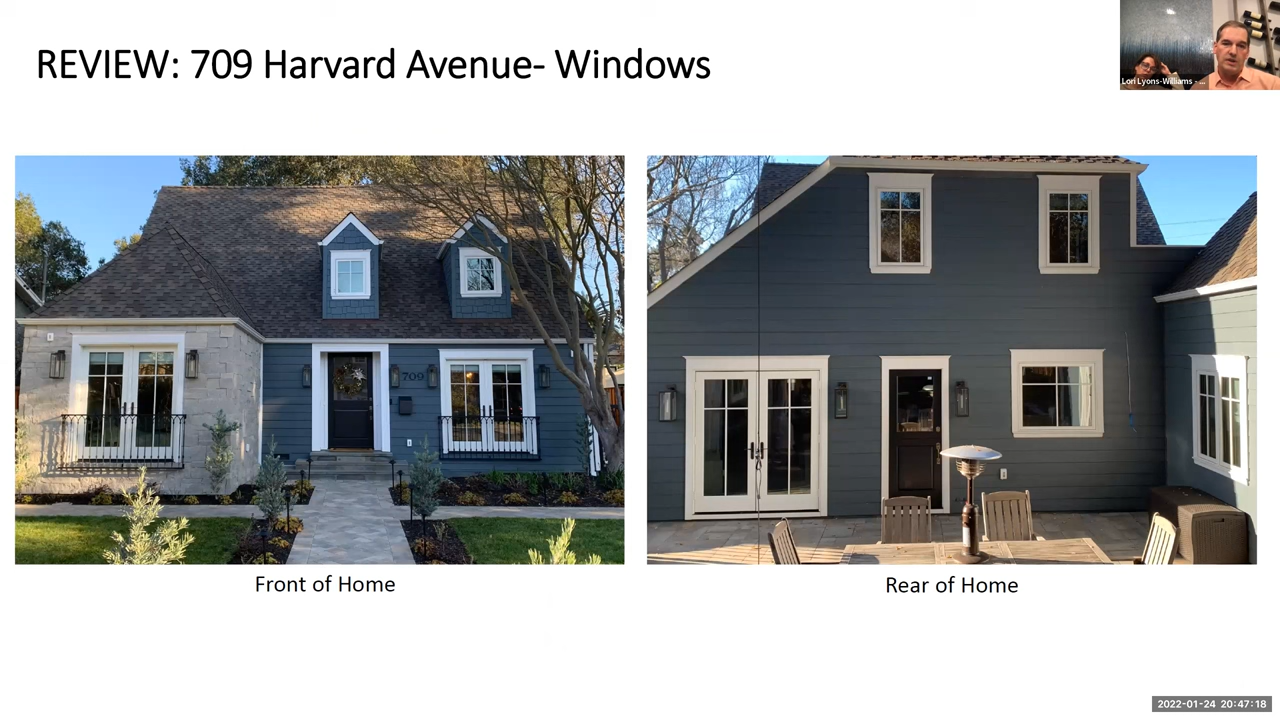 REVIEW: 709 Harvard Avenue- Windows
Lori Lyons-Williams - ...
709
Front of Home
Rear of Home
2022-01-24 20:47:18